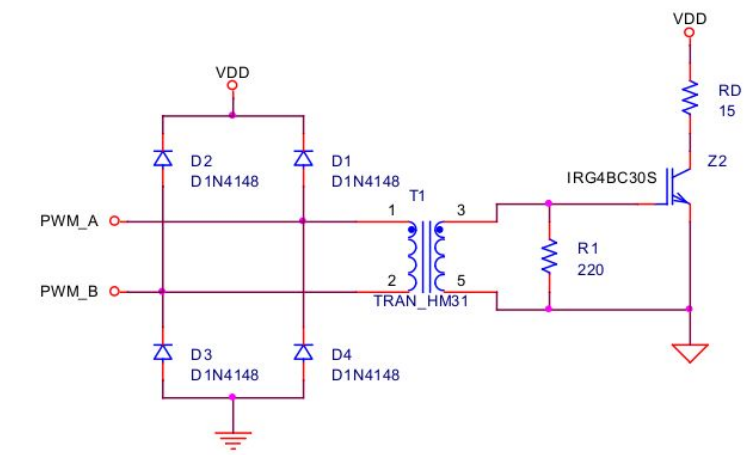 VDD
RD
15
VDD
D2
D1N4148
D1
D1N4148
IRG4BC30S
Z2
T1
PWM_A
1
3
R1
220
PWM_B
2
5
TRAN_HM31
D3
D1N4148
D4
D1N4148